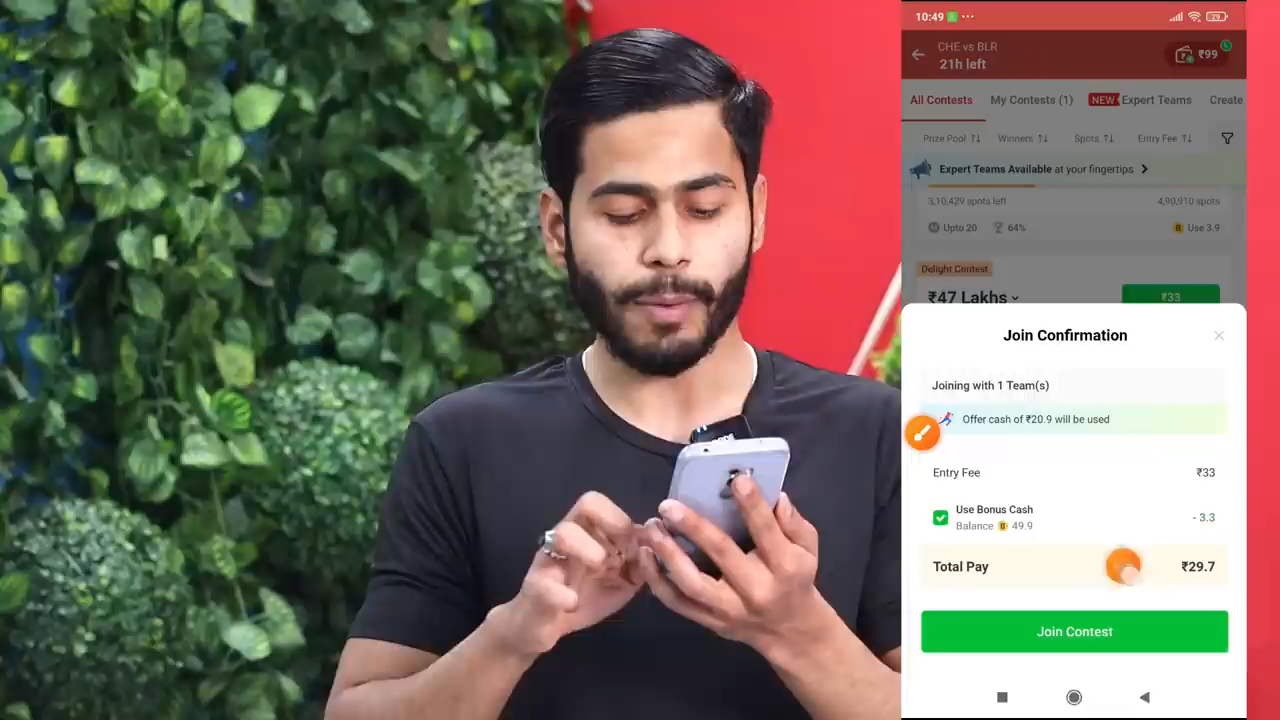 10:49
29
CHE vs BLR
21h left
₹99
All Contests My Contests (1) NEW Expert Teams Create
Prize Pool Winners Spots Entry Fee
Expert Teams Available at your fingertips
3,10,429 spots left 4,90,910 spots
Upto 20 64% B Use 3.9
Delight Contest
₹47 Lakhs ₹33
Join Confirmation
Joining with 1 Team(s)
Offer cash of ₹20.9 will be used
Entry Fee ₹33
Use Bonus Cash
Balance B 49.9 - 3.3
Total Pay ₹29.7
Join Contest